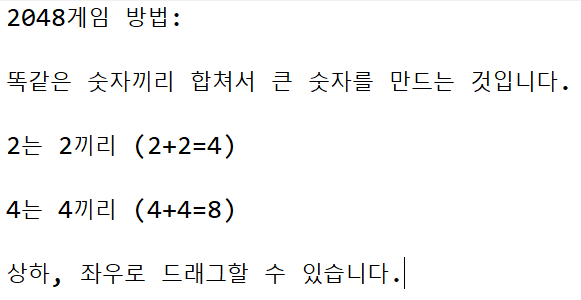 2048게임 방법:
똑같은 숫자끼리 합쳐서 큰 숫자를 만드는 것입니다.
2는 2끼리 (2+2=4)
4는 4끼리 (4+4=8)
상하, 좌우로 드래그할 수 있습니다.